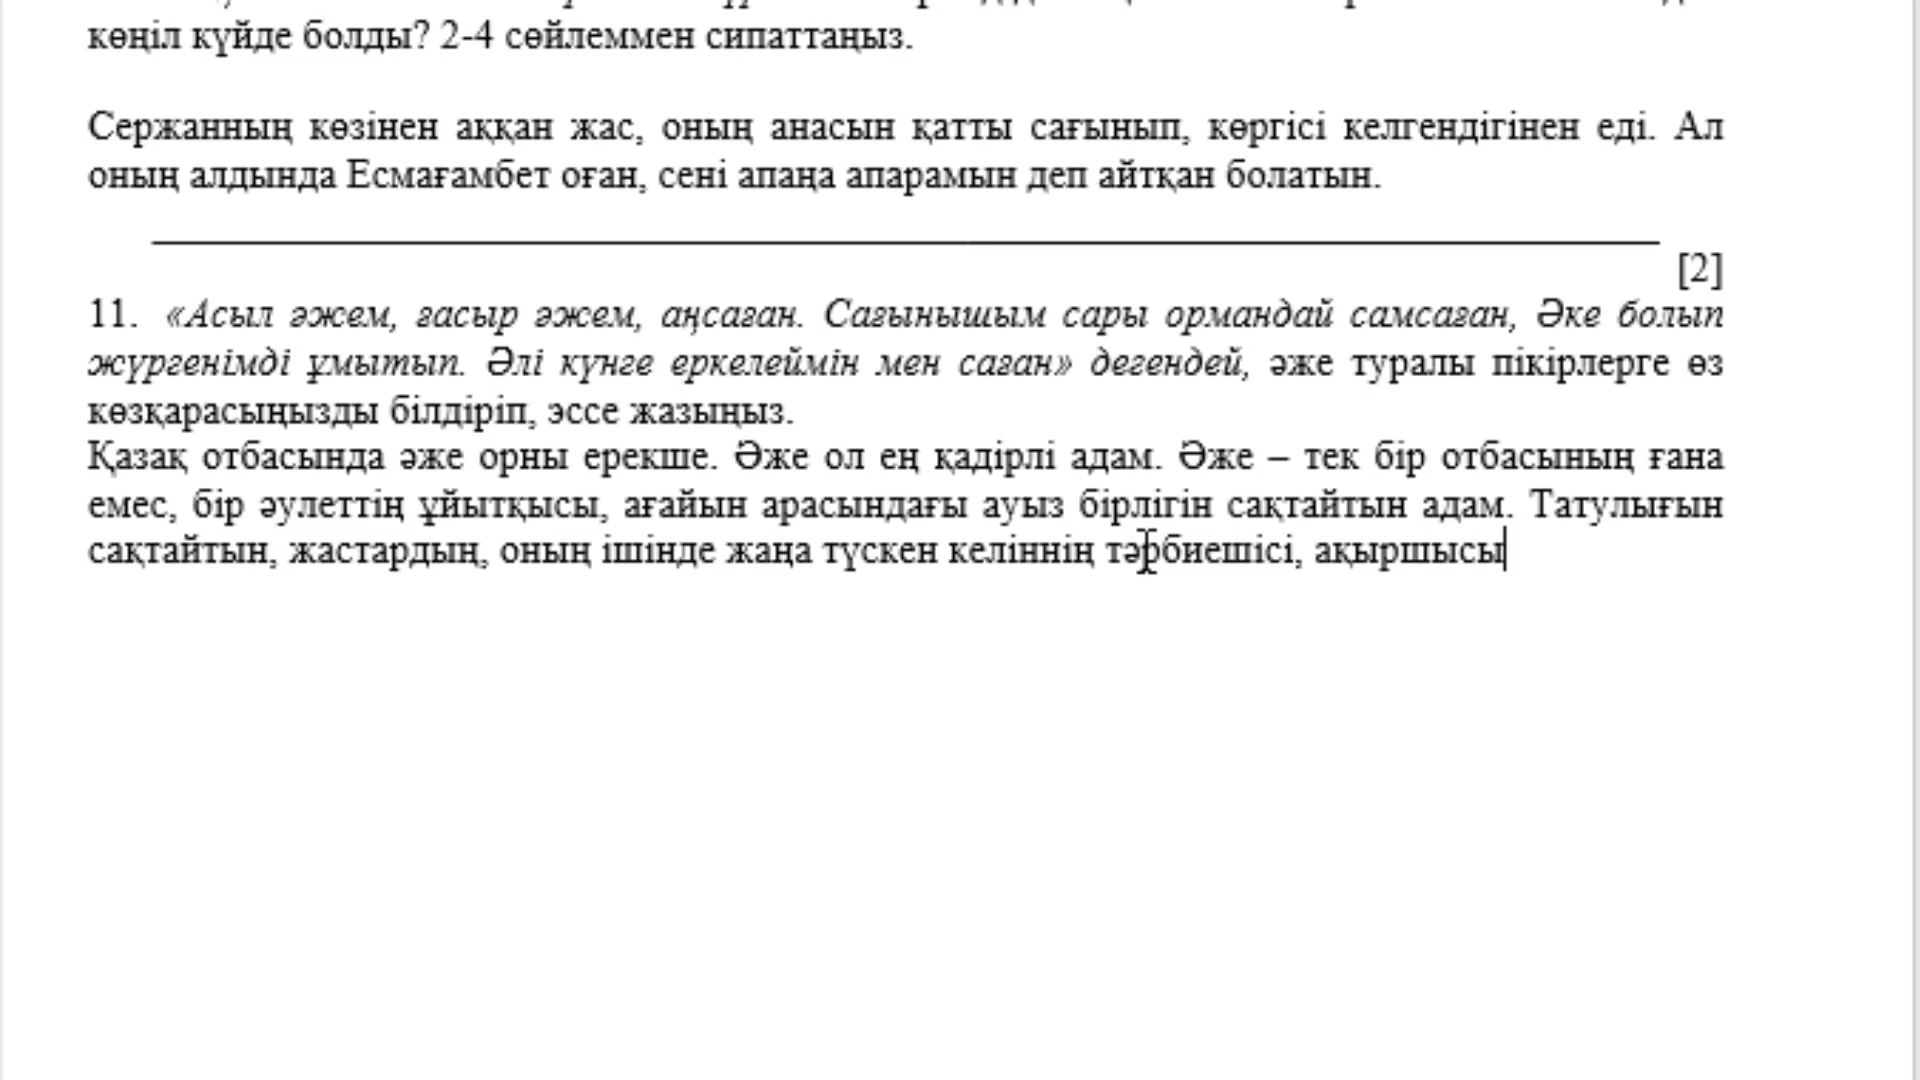 көңіл күйде болды? 2-4 сөйлеммен сипаттаңыз.
Сержанның көзінен аққан жас, оның анасын қатты сағынып, көргісі келгендігінен еді. Ал
оның алдында Есмағамбет оған, сені апаңа апарамын деп айтқан болатын.
[2]
11. «Асыл әжем, ғасыр әжем, аңсаған. Сағынышым сары ормандай самсаған, Әке болып
жүргенімді ұмытып. Әлі күнге еркелеймін мен саған» дегендей, әже туралы пікірлерге өз
көзқарасыңызды білдіріп, эссе жазыңыз.
Қазақ отбасында әже орны ерекше. Әже ол ең қадірлі адам. Әже – тек бір отбасының ғана
емес, бір әулеттің ұйытқысы, ағайын арасындағы ауыз бірлігін сақтайтын адам. Татулығын
сақтайтын, жастардың, оның ішінде жаңа түскен келіннің тәрбиешісі, ақыршысы